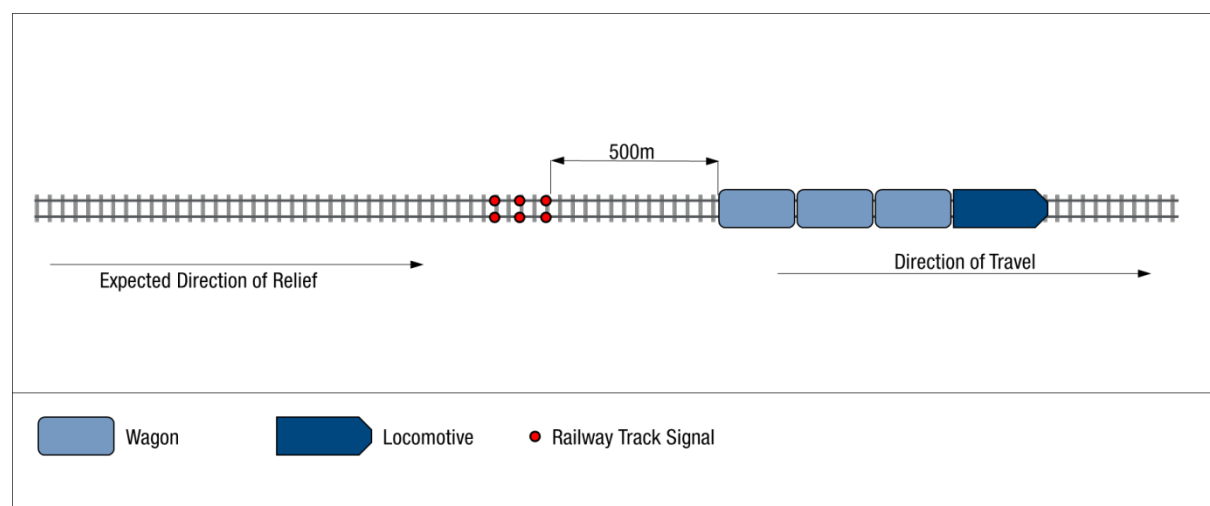 500m
Expected Direction of Relief
Direction of Travel
Wagon
Locomotive
Railway Track Signal